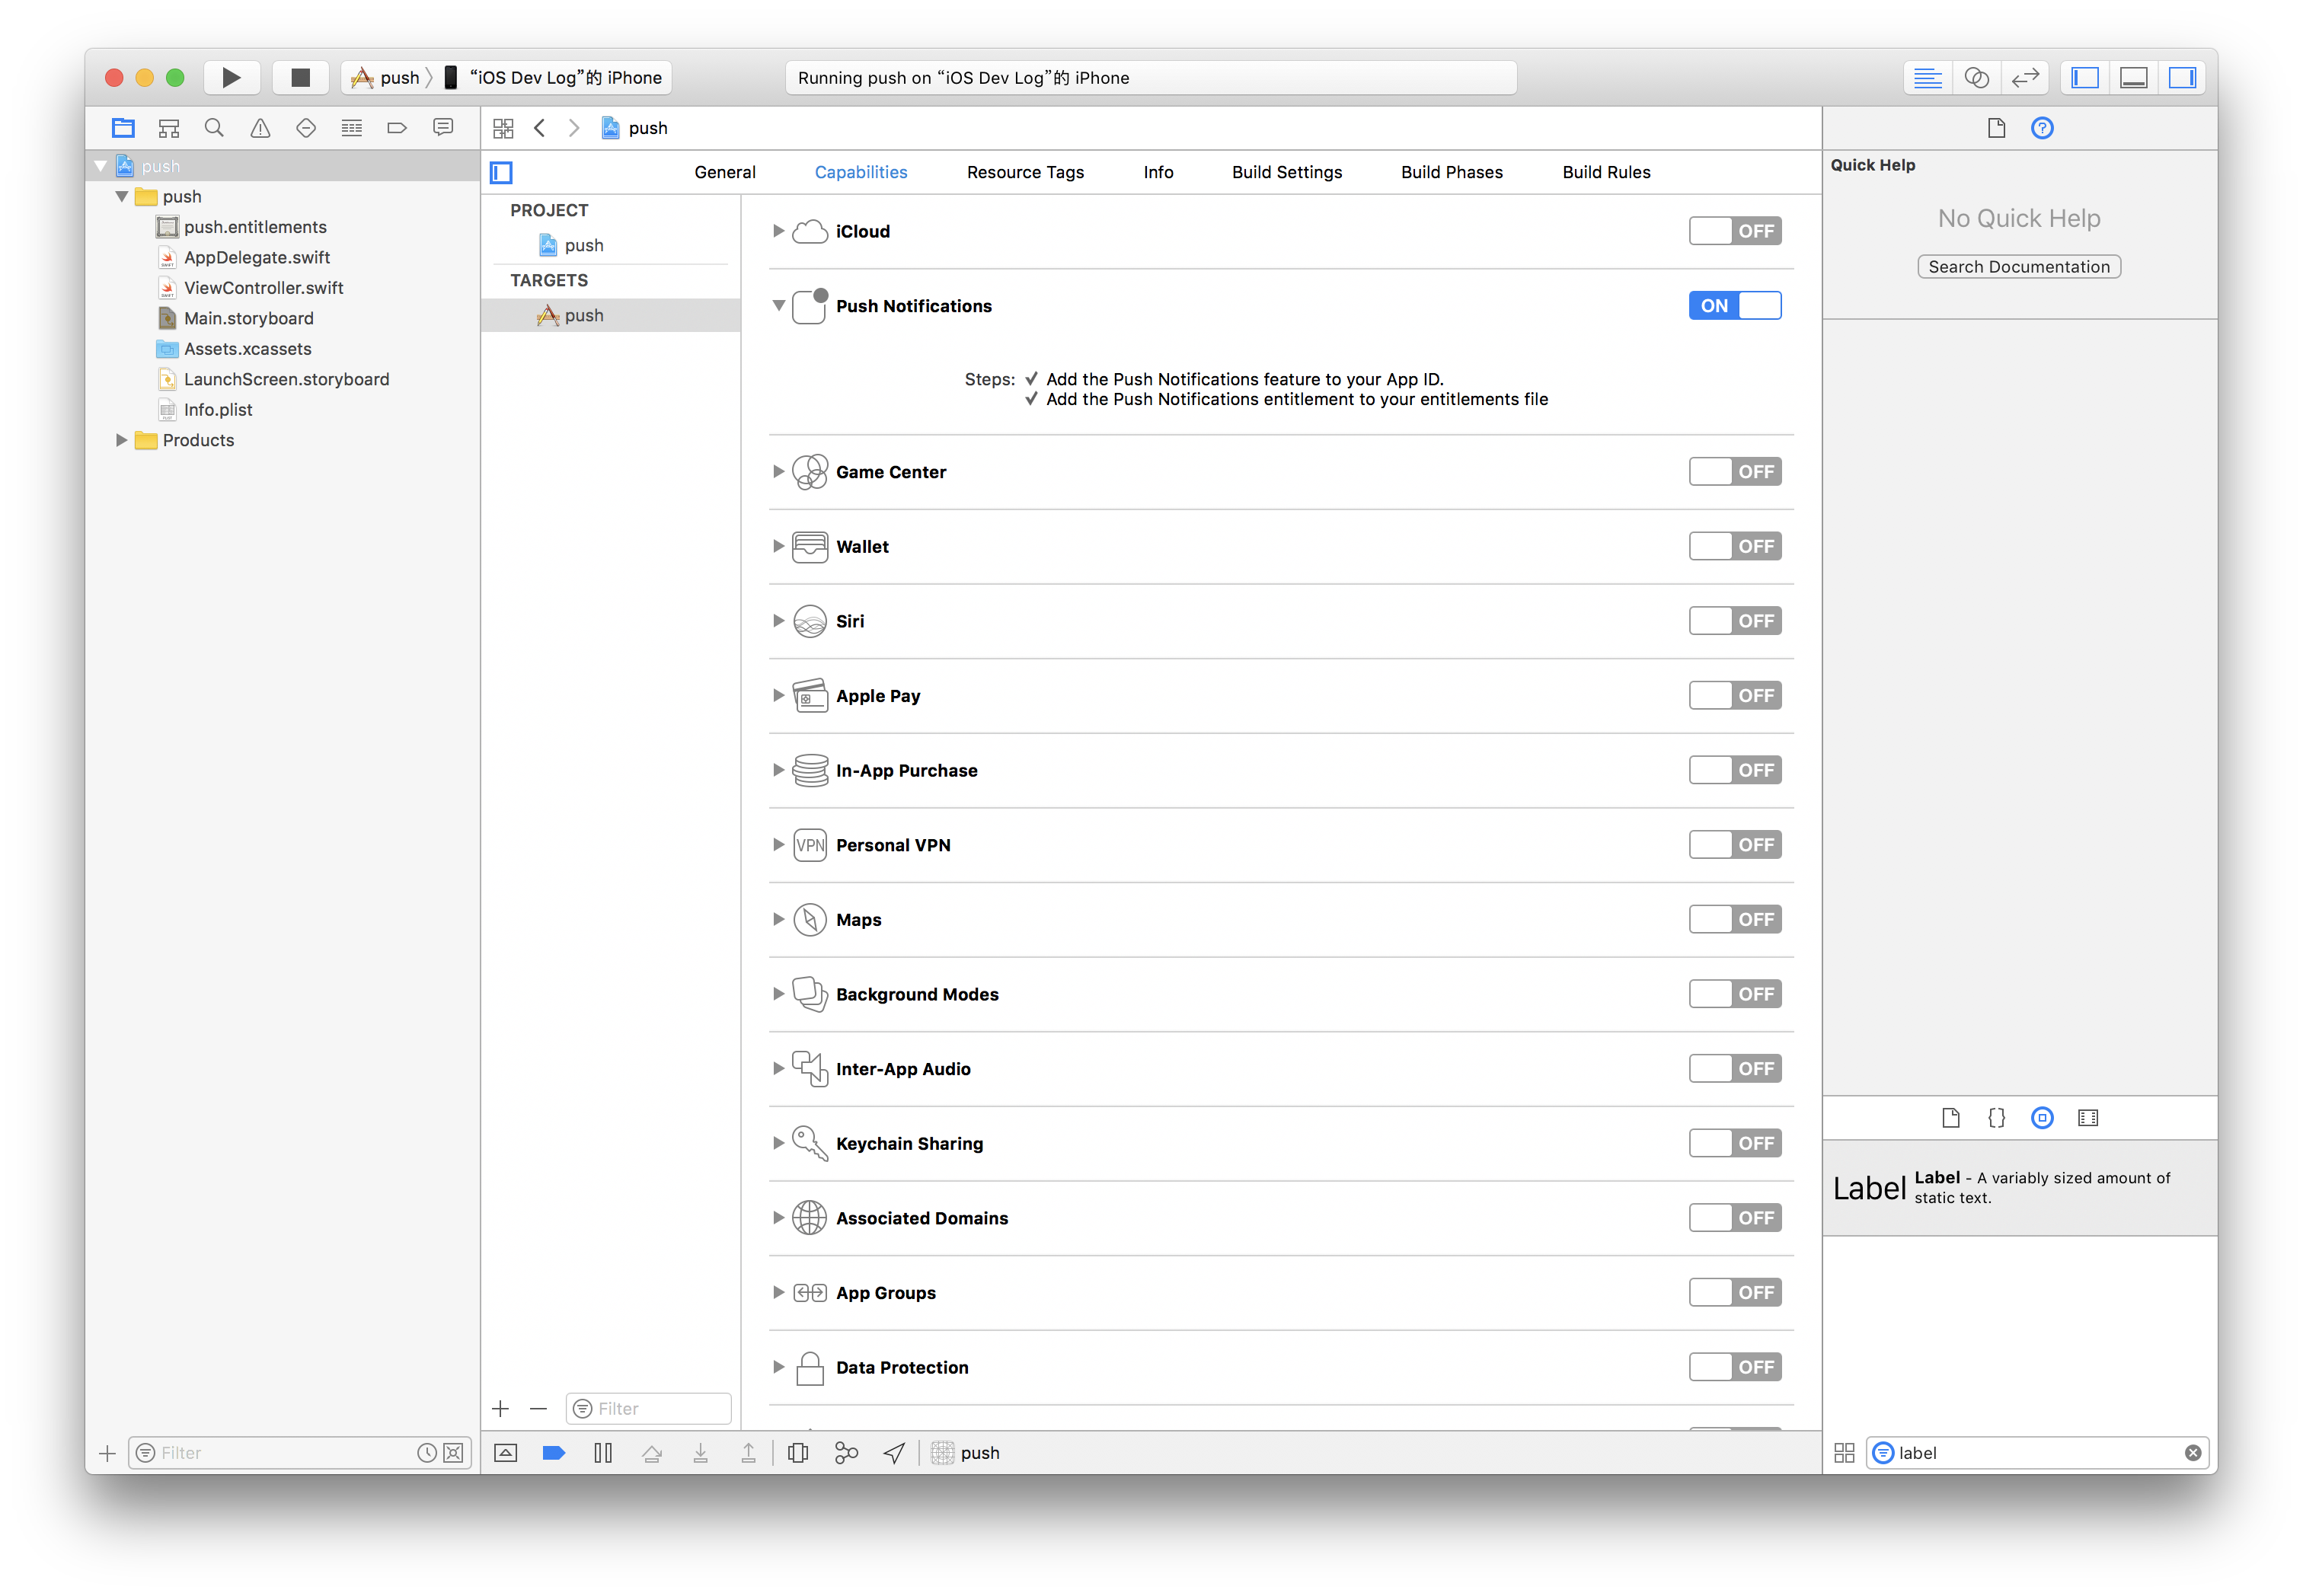 push 〉 “iOS Dev Log”的 iPhone
Running push on “iOS Dev Log”的 iPhone
push
push
push
push.entitlements
AppDelegate.swift
ViewController.swift
Main.storyboard
Assets.xcassets
LaunchScreen.storyboard
Info.plist
Products
Filter
General
Capabilities
Resource Tags
Info
Build Settings
Build Phases
Build Rules
PROJECT
push
TARGETS
push
Filter
iCloud
OFF
Push Notifications
ON
Steps: ✓ Add the Push Notifications feature to your App ID.
✓ Add the Push Notifications entitlement to your entitlements file
Game Center
OFF
Wallet
OFF
Siri
OFF
Apple Pay
OFF
In-App Purchase
OFF
VPN
Personal VPN
OFF
Maps
OFF
Background Modes
OFF
Inter-App Audio
OFF
Keychain Sharing
OFF
Associated Domains
OFF
App Groups
OFF
Data Protection
OFF
push
Quick Help
No Quick Help
Search Documentation
{}
Label
Label - A variably sized amount of
static text.
label